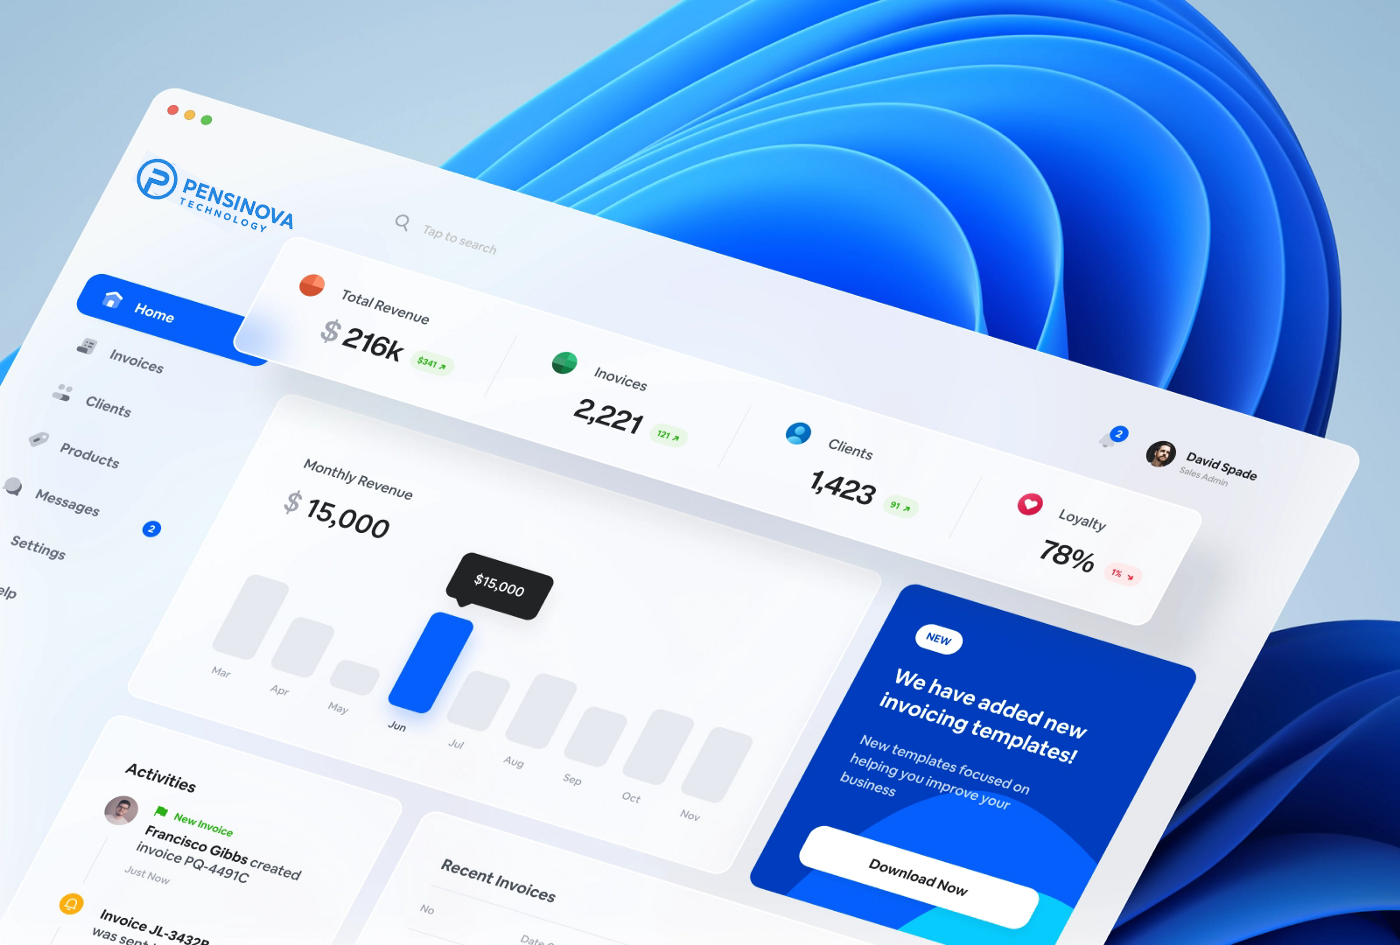 PENSINOVA
TECHNOLOGY
Tap to search
2
David Spade
Sales Admin
Home
Invoices
Clients
Products
Messages
2
Settings
elp
Total Revenue
$ 216k
$341
Inovices
2,221
121
Clients
1,423
91
Loyalty
78%
1%
Monthly Revenue
$ 15,000
$15,000
Mar
Apr
May
Jun
Jul
Aug
Sep
Oct
Nov
NEW
We have added new
invoicing templates!
New templates focused on
helping you improve your
business
Download Now
Activities
New Invoice
Francisco Gibbs created
invoice PQ-4491C
Just Now
Invoice JL-3432B
was sent
Recent Invoices
No
Date